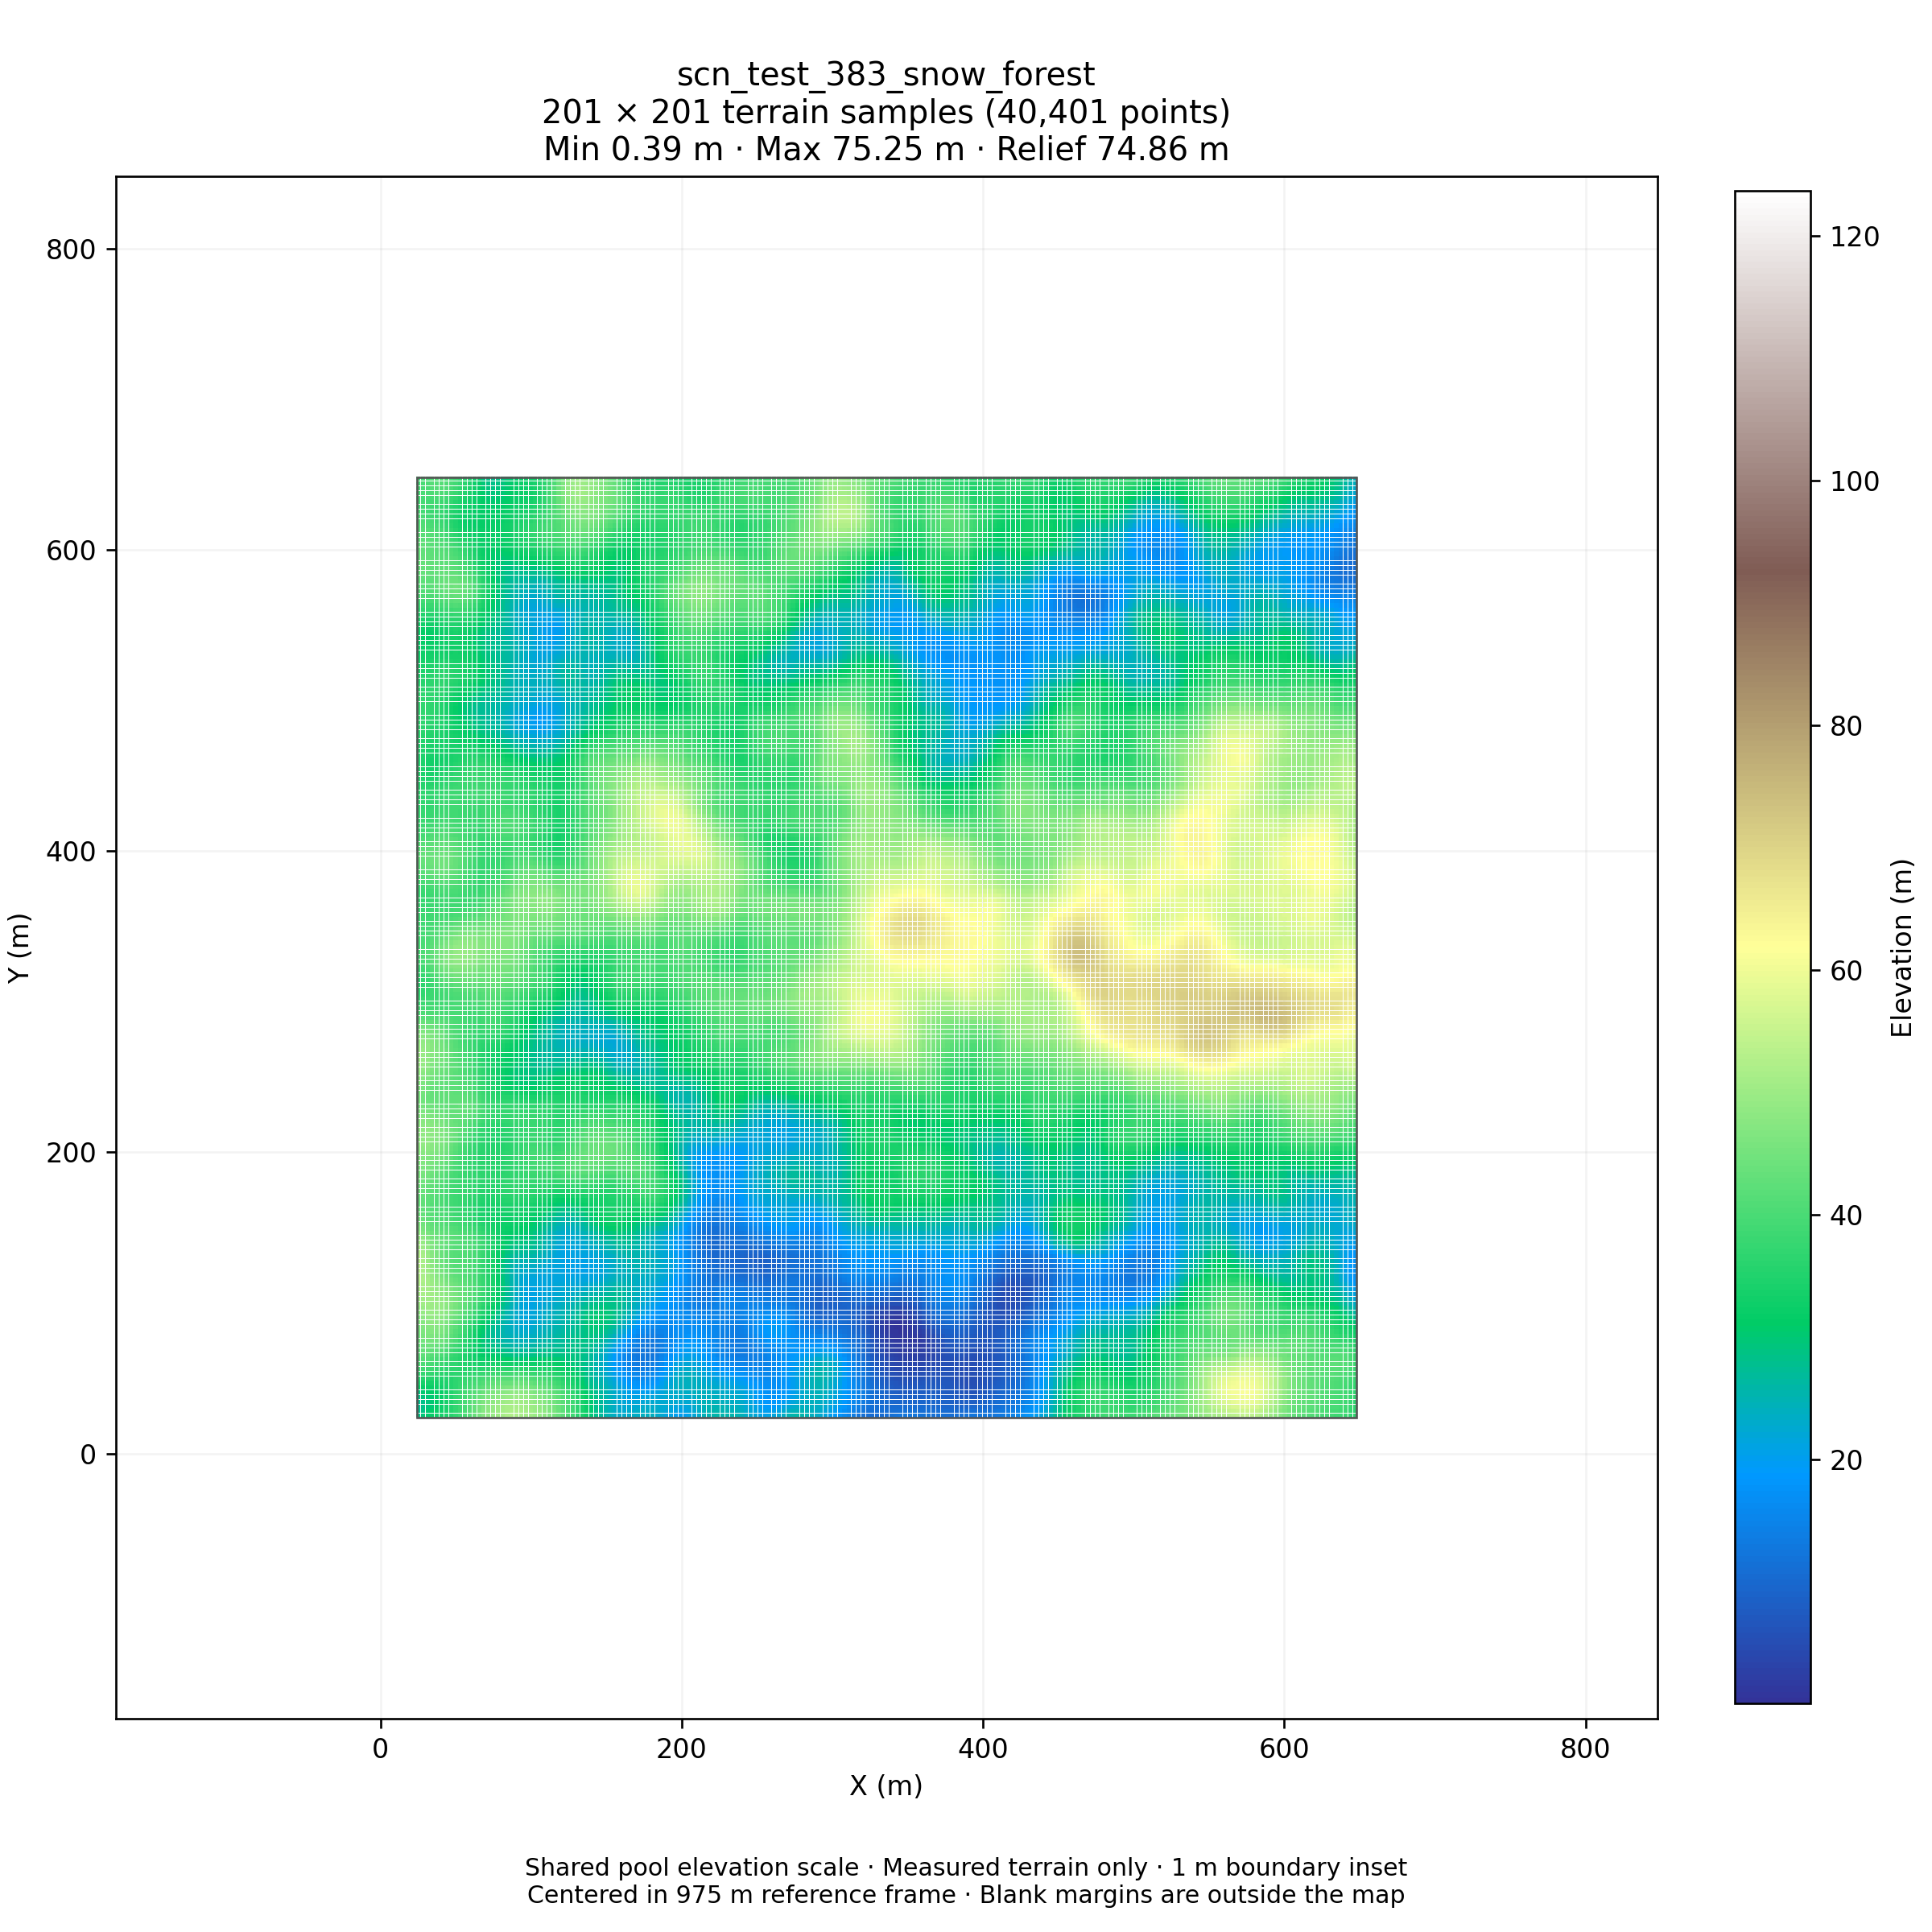 scn_test_383_snow_forest
201 × 201 terrain samples (40,401 points)
Min 0.39 m · Max 75.25 m · Relief 74.86 m
800
600
400
200
0
Y (m)
0
200
400
600
800
X (m)
120
100
80
60
40
20
Elevation (m)
Shared pool elevation scale · Measured terrain only · 1 m boundary inset
Centered in 975 m reference frame · Blank margins are outside the map